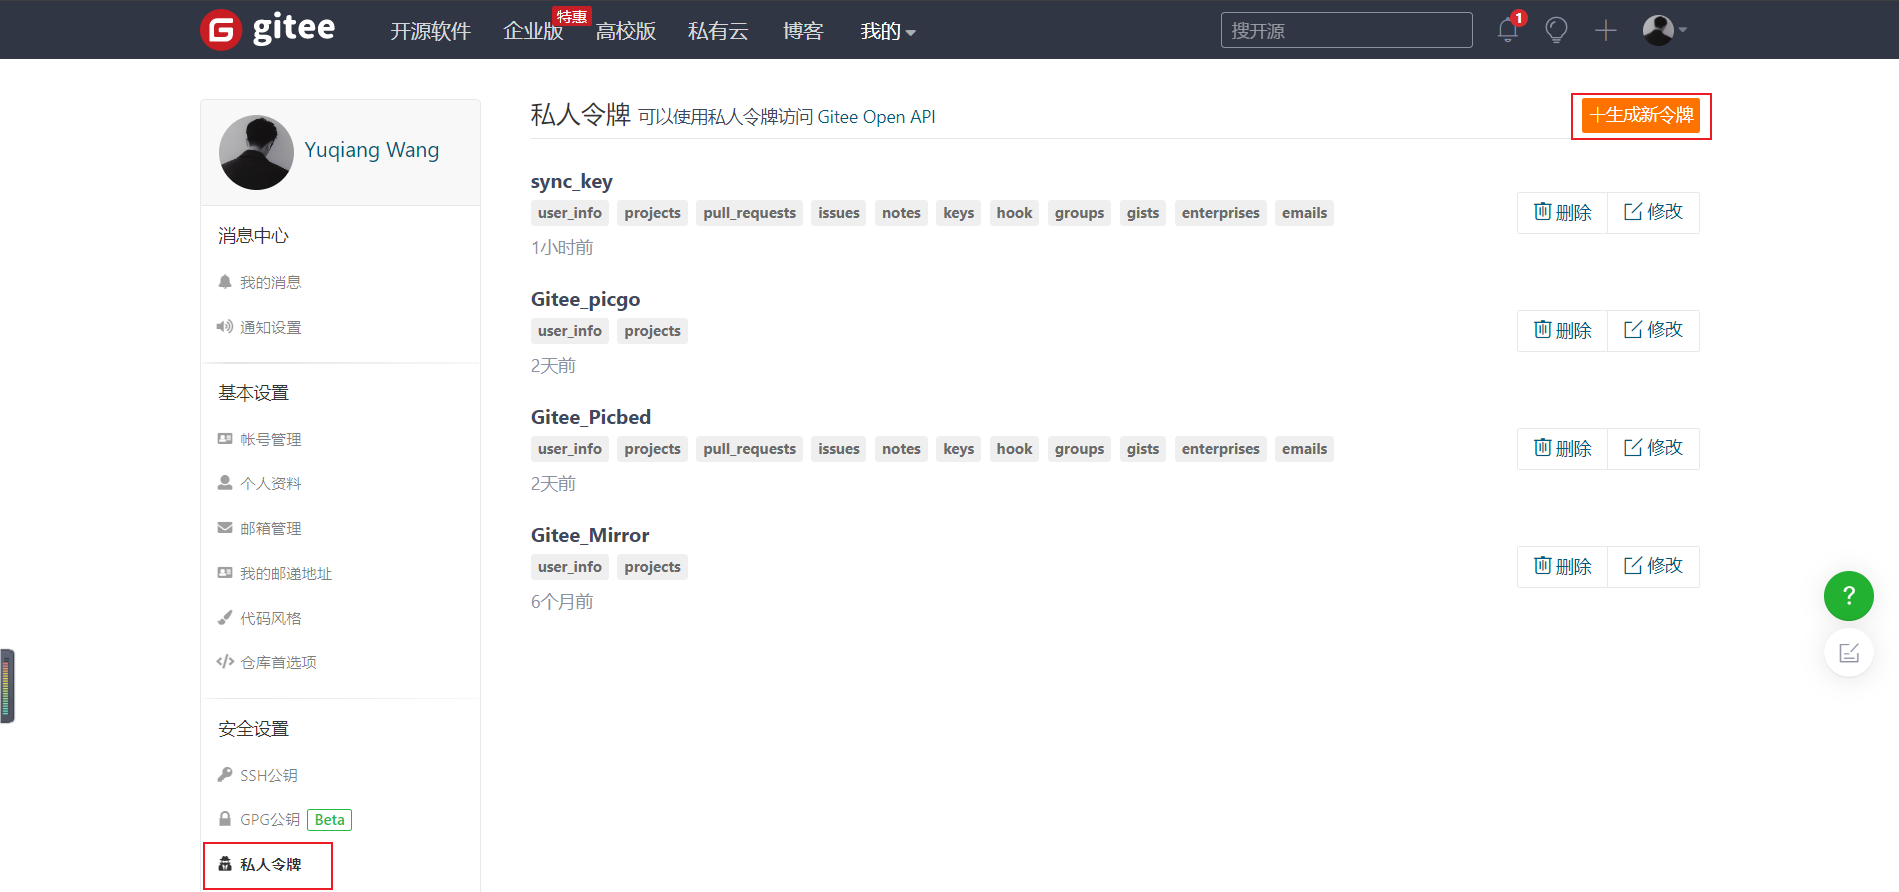 gitee 开源软件 企业版 特惠 高校版 私有云 博客 我的 搜开源 1
Yuqiang Wang
消息中心
我的消息
通知设置
基本设置
帐号管理
个人资料
邮箱管理
我的邮递地址
代码风格
仓库首选项
安全设置
SSH公钥
GPG公钥 Beta
私人令牌
私人令牌 可以使用私人令牌访问 Gitee Open API
+生成新令牌
sync_key
user_info projects pull_requests issues notes keys hook groups gists enterprises emails
1小时前
删除 修改
Gitee_picgo
user_info projects
2天前
删除 修改
Gitee_Picbed
user_info projects pull_requests issues notes keys hook groups gists enterprises emails
2天前
删除 修改
Gitee_Mirror
user_info projects
6个月前
删除 修改
?